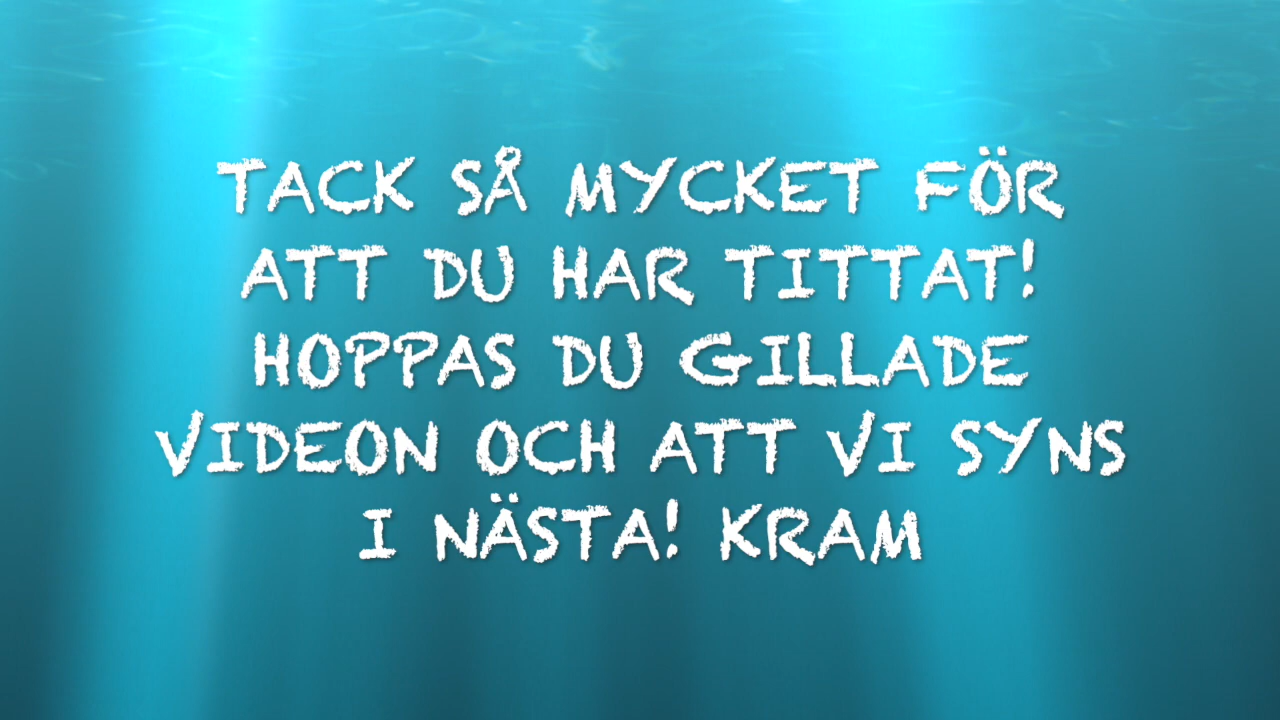 TACK SÅ MYCKET FÖR
ATT DU HAR TITTAT!
HOPPAS DU GILLADE
VIDEON OCH ATT VI SYNS
I NÄSTA! KRAM